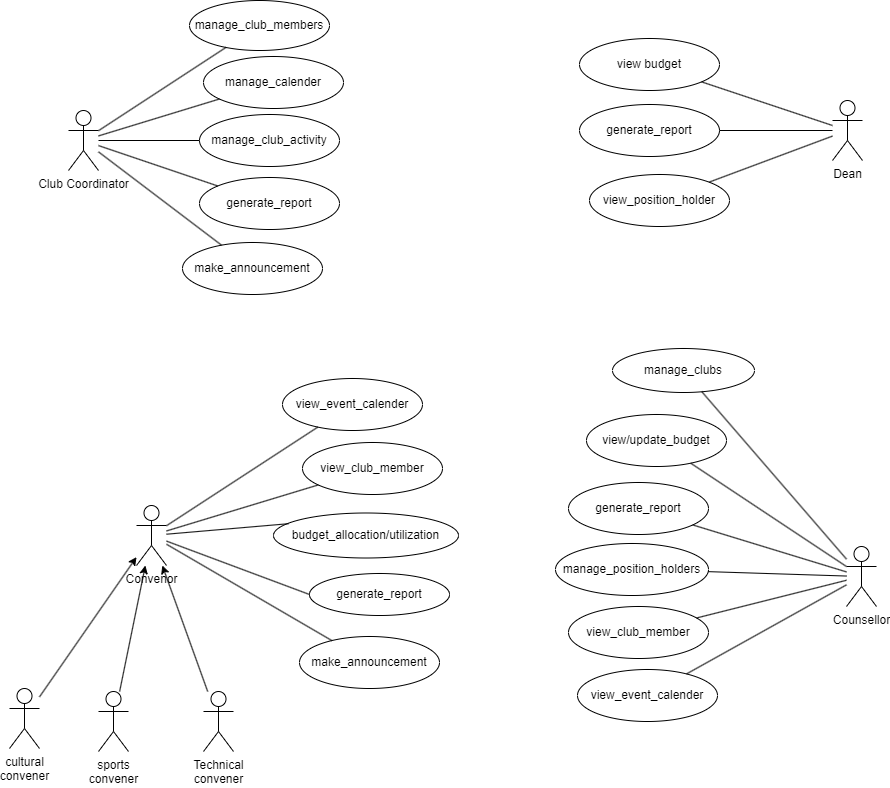 manage_club_members
manage_calender
manage_club_activity
generate_report
make_announcement
Club Coordinator
view budget
generate_report
view_position_holder
Dean
view_event_calender
view_club_member
budget_allocation/utilization
generate_report
make_announcement
Convenor
cultural
convener
sports
convener
Technical
convener
manage_clubs
view/update_budget
generate_report
manage_position_holders
view_club_member
view_event_calender
Counsellor